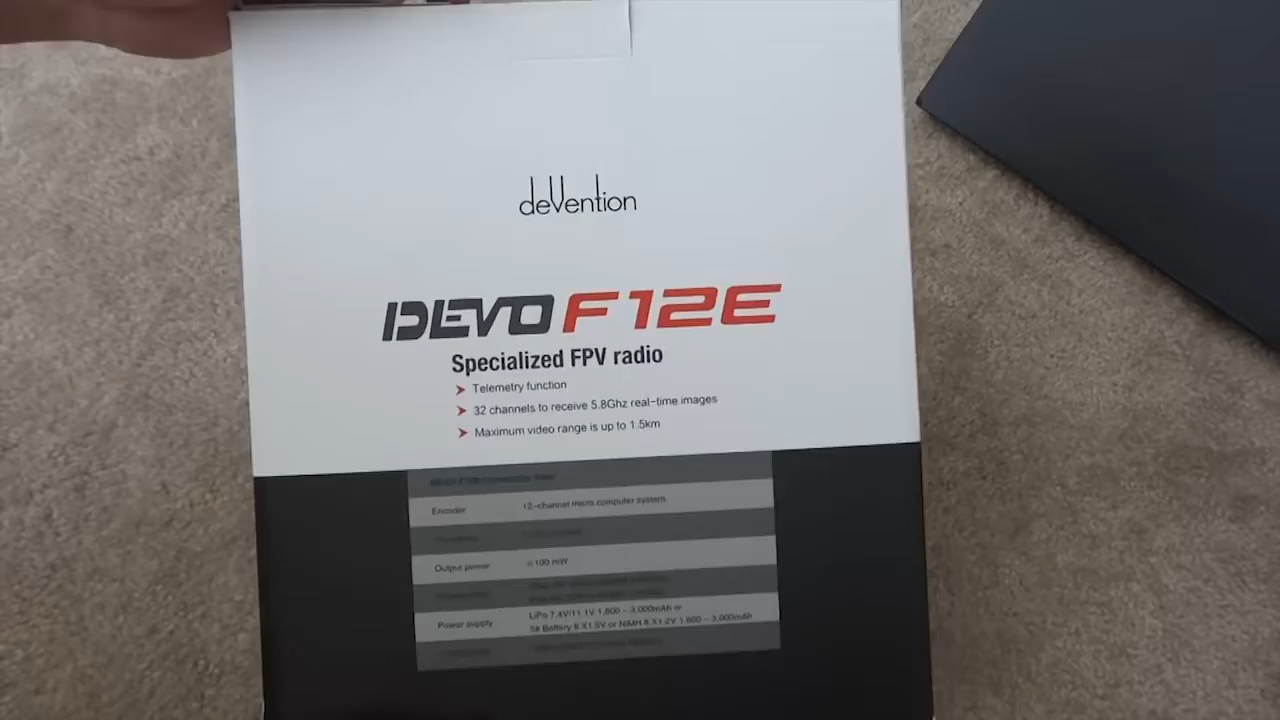 deVention
DEVO F12E
Specialized FPV radio
Telemetry function
32 channels to receive 5.8Ghz real-time images
Maximum video range is up to 1.5km
Encoder 12-channel micro computer system
Output power ≤100 mW
Power supply LiPo 7.4V/11.1V 1,600 ~ 3,000mAh or
5# Battery 8 X1.5V or NiMH 8 X1.2V 1,600 ~ 3,000mAh